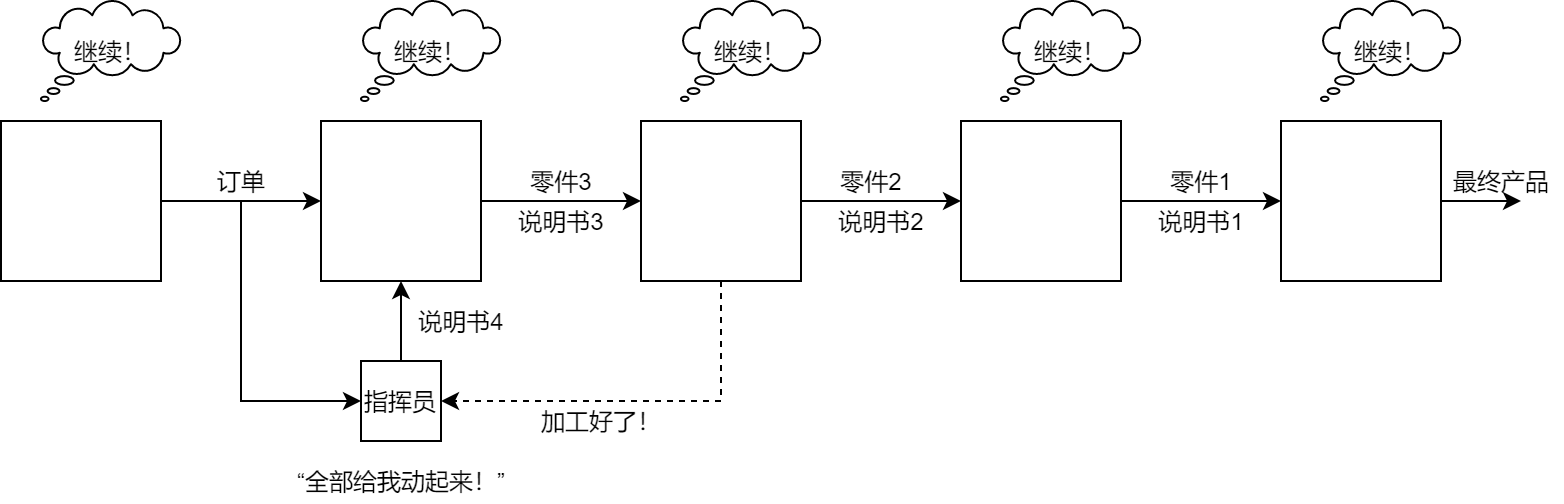 继续！
继续！
继续！
继续！
继续！
订单
零件3
零件2
零件1
最终产品
说明书3
说明书2
说明书1
说明书4
指挥员
加工好了！
“全部给我动起来！”